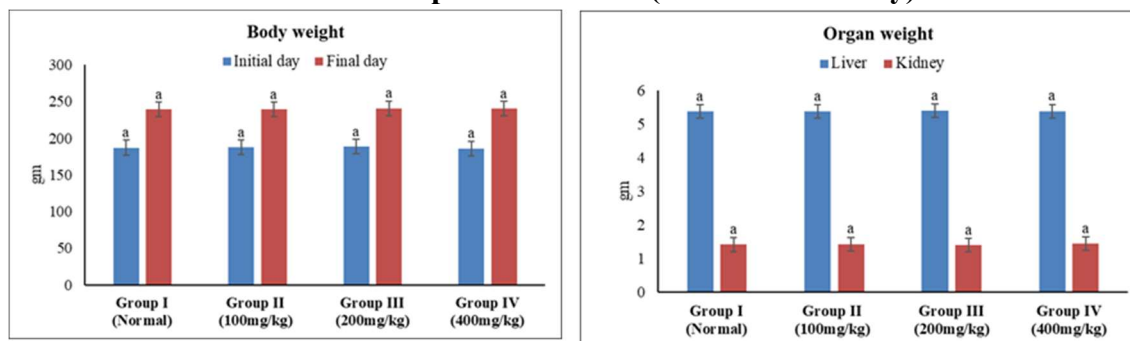 Body weight
Initial day Final day
300
250
200
150
100
50
0
gm
a a a a a a a a
Group I Group II Group III Group IV
(Normal) (100mg/kg) (200mg/kg) (400mg/kg)
Organ weight
Liver Kidney
6
5
4
3
2
1
0
gm
a a a a a a a a
Group I Group II Group III Group IV
(Normal) (100mg/kg) (200mg/kg) (400mg/kg)